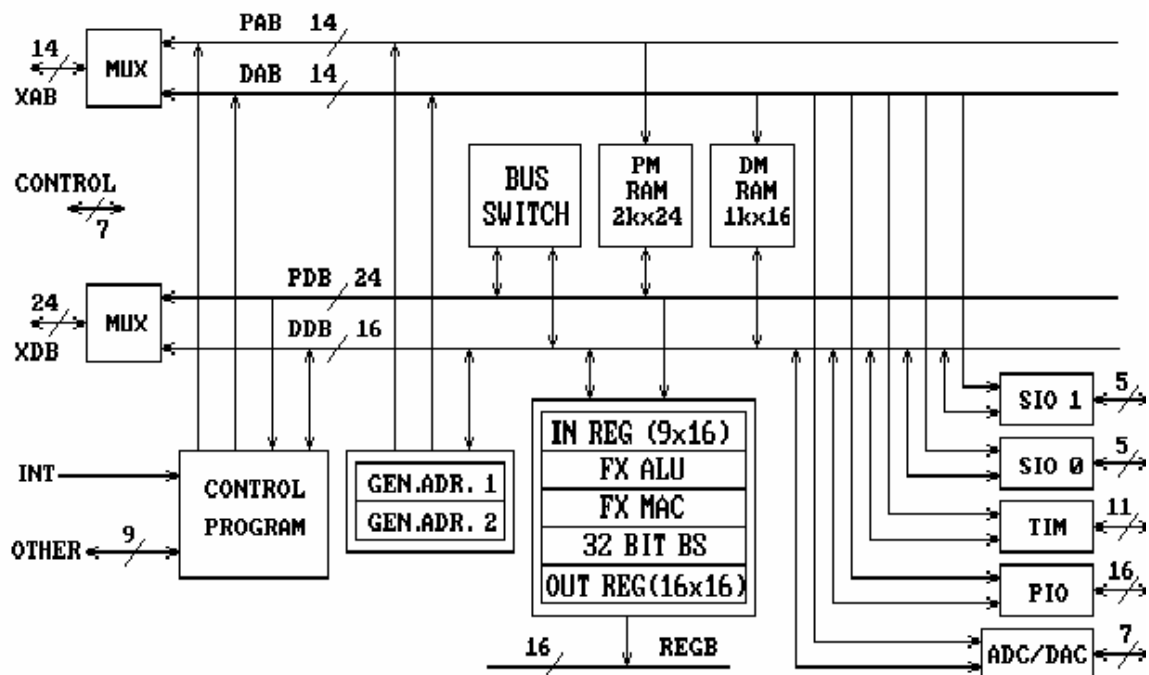 PAB 14
14
MUX
XAB
DAB 14
CONTROL
7
BUS
SWITCH
PM
RAM
2kx24
DM
RAM
1kx16
PDB 24
24
MUX
XDB
DDB 16
INT
OTHER
9
CONTROL
PROGRAM
GEN.ADR. 1
GEN.ADR. 2
IN REG (9x16)
FX ALU
FX MAC
32 BIT BS
OUT REG(16x16)
16
REGB
SIO 1
5
SIO 0
5
TIM
11
PIO
16
ADC/DAC
7